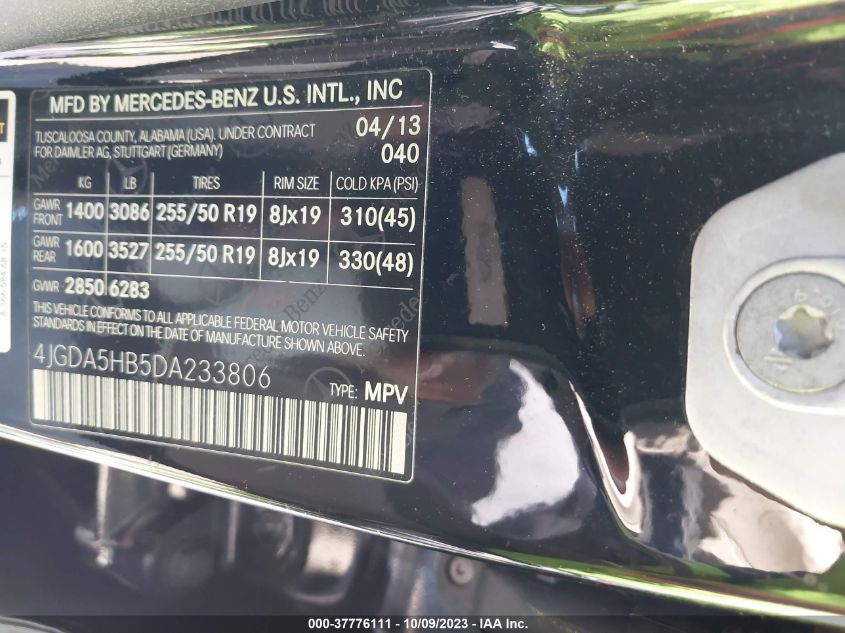 MFD BY MERCEDES-BENZ U.S. INTL., INC
TUSCALOOSA COUNTY, ALABAMA (USA). UNDER CONTRACT 04/13
FOR DAIMLER AG, STUTTGART (GERMANY) 040
KG LB TIRES RIM SIZE COLD KPA (PSI)
GAWR FRONT 1400 3086 255/50 R19 8Jx19 310(45)
GAWR REAR 1600 3527 255/50 R19 8Jx19 330(48)
GVWR 2850 6283
THIS VEHICLE CONFORMS TO ALL APPLICABLE FEDERAL MOTOR VEHICLE SAFETY
STANDARDS IN EFFECT ON THE DATE OF MANUFACTURE SHOWN ABOVE.
4JGDA5HB5DA233806
TYPE: MPV
000-37776111 - 10/09/2023 - IAA Inc.